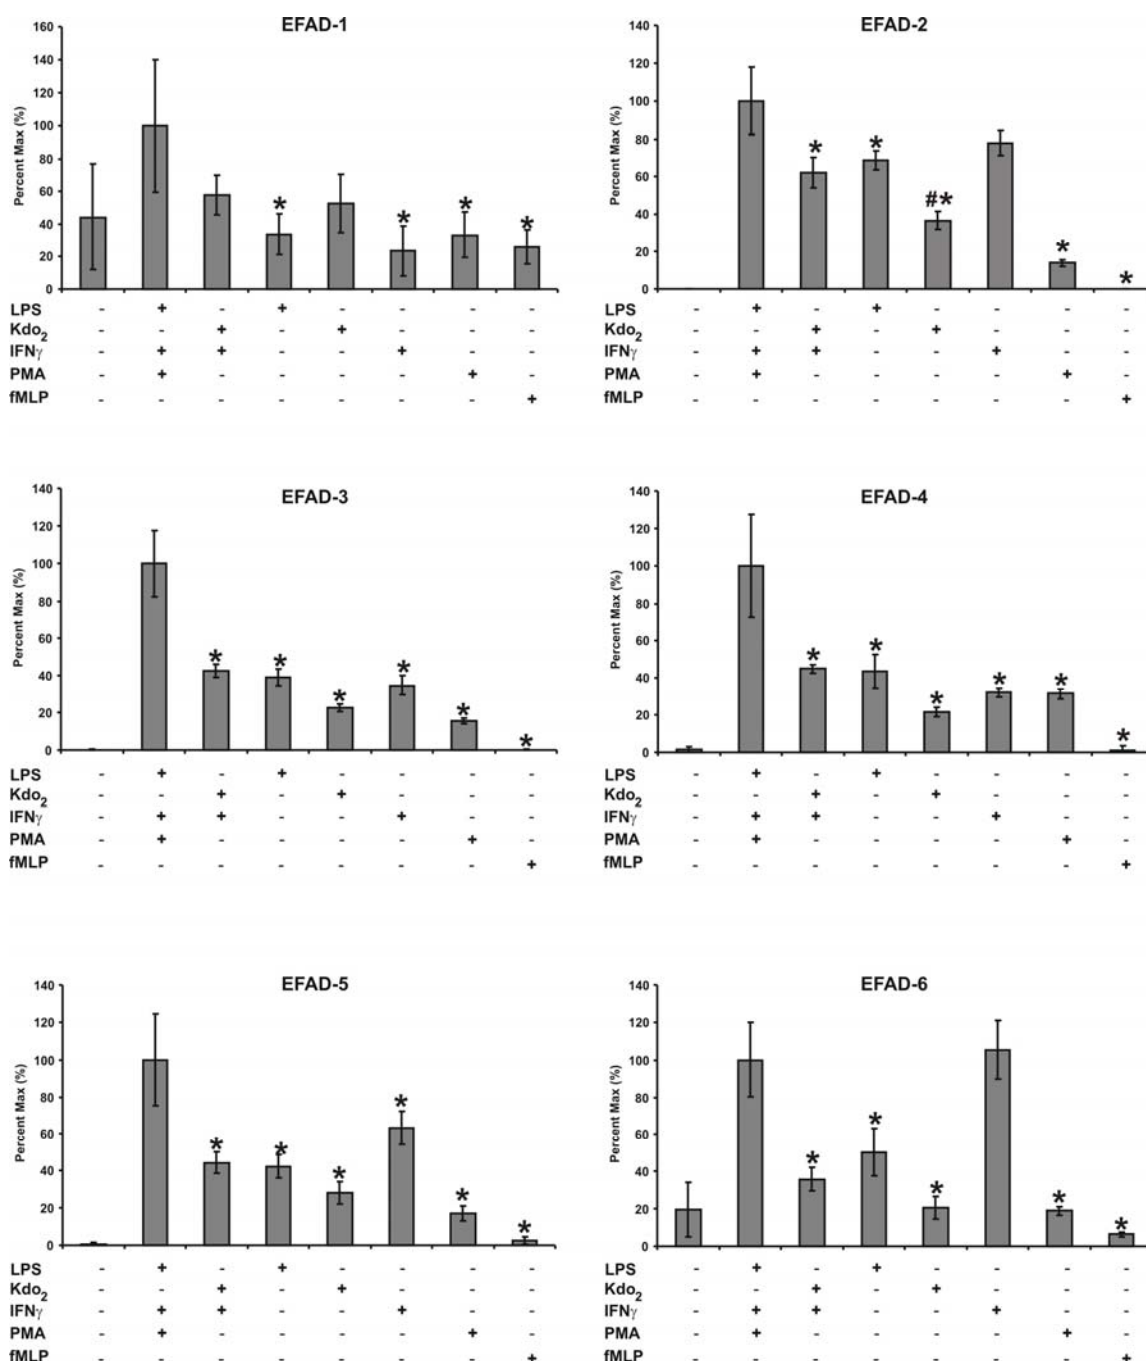 EFAD-1
Percent Max (%)
160
140
120
100
80
60
40
20
0
* * * *
LPS - + - + - - - -
Kdo2 - - + - + - - -
IFNγ - + + - - + - -
PMA - + - - - - + -
fMLP - - - - - - - +
EFAD-2
Percent Max (%)
140
120
100
80
60
40
20
0
* * #* * *
LPS - + - + - - - -
Kdo2 - - + - + - - -
IFNγ - + + - - + - -
PMA - + - - - - + -
fMLP - - - - - - - +
EFAD-3
Percent Max (%)
140
120
100
80
60
40
20
0
* * * * * *
LPS - + - + - - - -
Kdo2 - - + - + - - -
IFNγ - + + - - + - -
PMA - + - - - - + -
fMLP - - - - - - - +
EFAD-4
Percent Max (%)
140
120
100
80
60
40
20
0
* * * * * *
LPS - + - + - - - -
Kdo2 - - + - + - - -
IFNγ - + + - - + - -
PMA - + - - - - + -
fMLP - - - - - - - +
EFAD-5
Percent Max (%)
140
120
100
80
60
40
20
0
* * * * * *
LPS - + - + - - - -
Kdo2 - - + - + - - -
IFNγ - + + - - + - -
PMA - + - - - - + -
fMLP - - - - - - - +
EFAD-6
Percent Max (%)
140
120
100
80
60
40
20
0
* * * * *
LPS - + - + - - - -
Kdo2 - - + - + - - -
IFNγ - + + - - + - -
PMA - + - - - - + -
fMLP - - - - - - - +